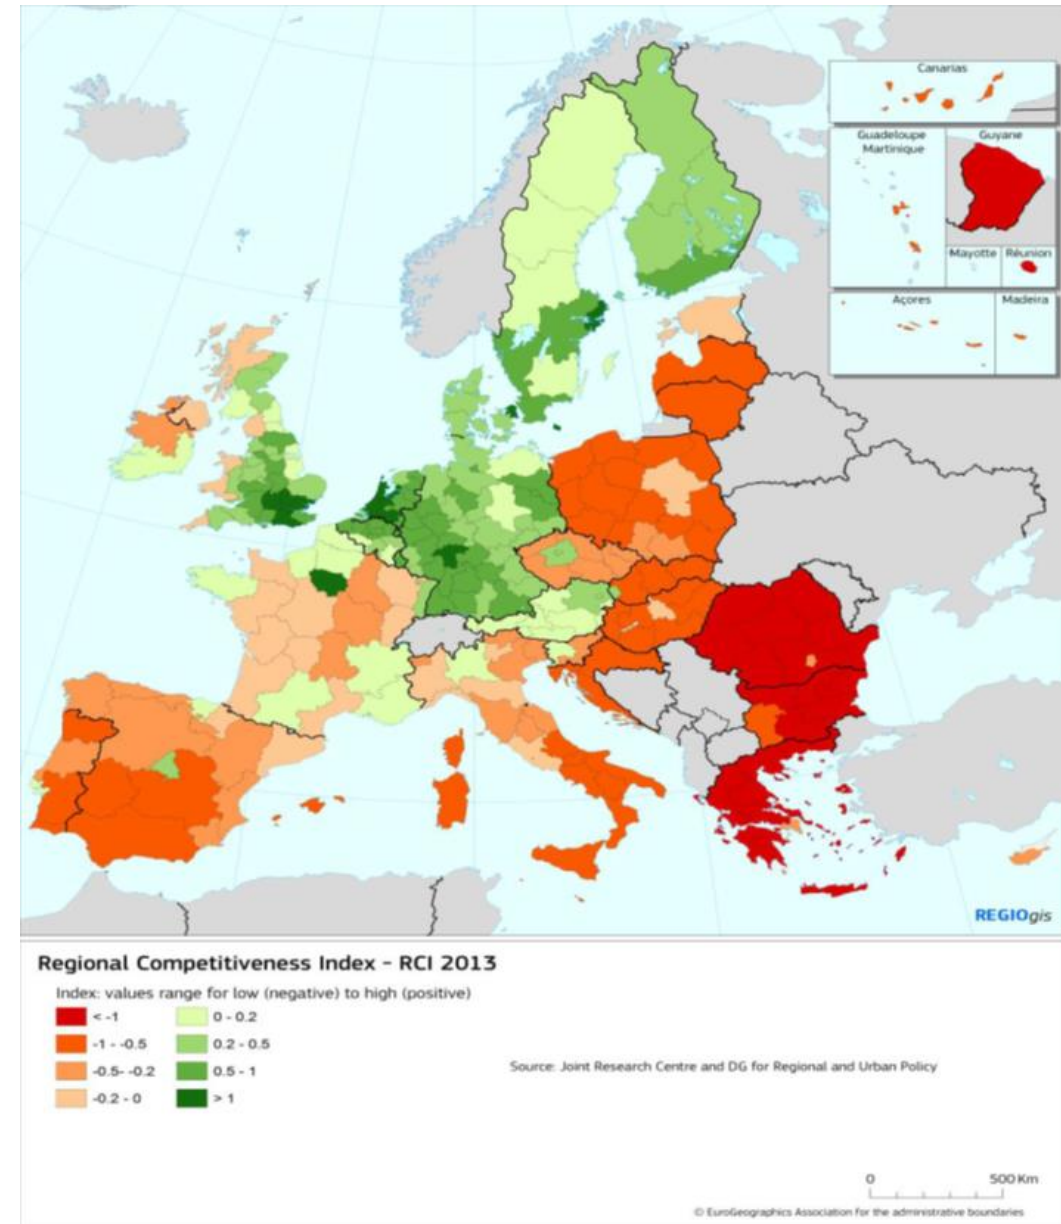 Canarias
Guadeloupe
Martinique
Guyane
Mayotte
Réunion
Açores
Madeira
REGIOgis
Regional Competitiveness Index - RCI 2013
Index: values range for low (negative) to high (positive)
< -1
-1 - -0.5
-0.5- -0.2
-0.2 - 0
0 - 0.2
0.2 - 0.5
0.5 - 1
> 1
Source: Joint Research Centre and DG for Regional and Urban Policy
0 500 Km
© EuroGeographics Association for the administrative boundaries